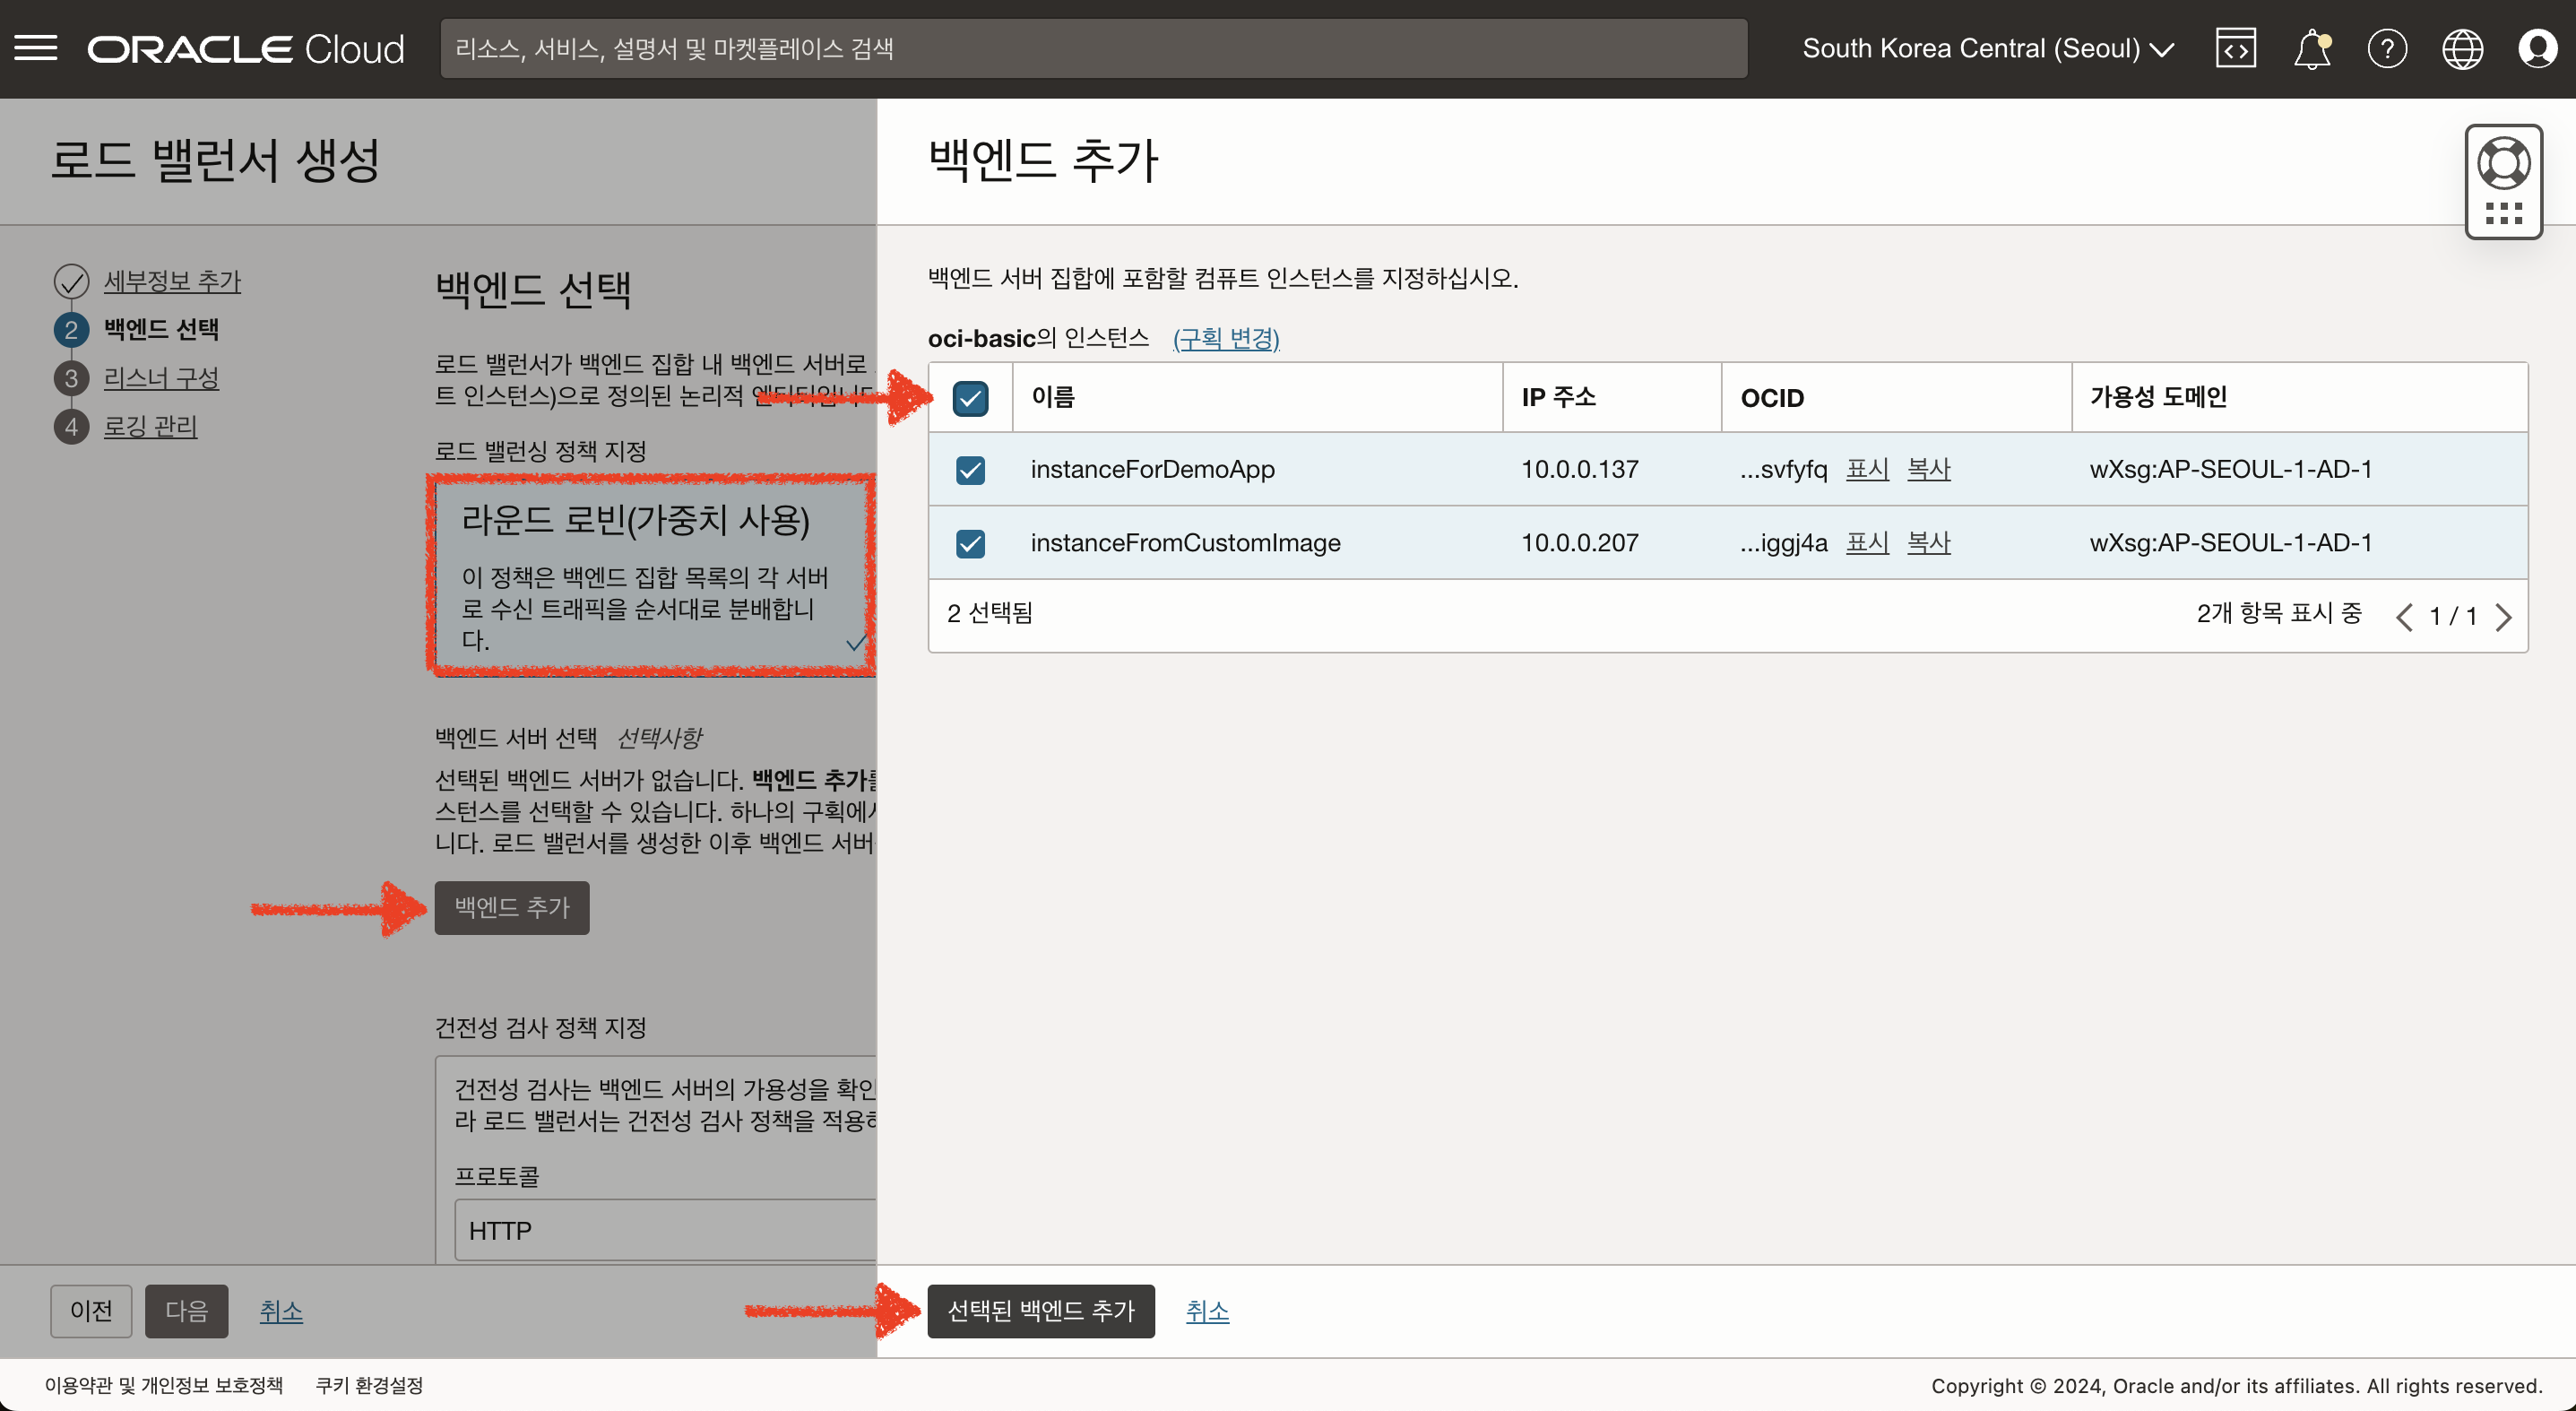 ORACLE Cloud
리소스, 서비스, 설명서 및 마켓플레이스 검색
South Korea Central (Seoul)
로드 밸런서 생성
세부정보 추가
2 백엔드 선택
3 리스너 구성
4 로깅 관리
백엔드 선택
로드 밸런서가 백엔드 집합 내 백엔드 서버로
트 인스턴스)으로 정의된 논리적 엔티티입니다
로드 밸런싱 정책 지정
라운드 로빈(가중치 사용)
이 정책은 백엔드 집합 목록의 각 서버
로 수신 트래픽을 순서대로 분배합니
다.
백엔드 서버 선택 선택사항
선택된 백엔드 서버가 없습니다. 백엔드 추가를
스턴스를 선택할 수 있습니다. 하나의 구획에서
니다. 로드 밸런서를 생성한 이후 백엔드 서버
백엔드 추가
건전성 검사 정책 지정
건전성 검사는 백엔드 서버의 가용성을 확인
라 로드 밸런서는 건전성 검사 정책을 적용하
프로토콜
HTTP
이전 다음 취소
백엔드 추가
백엔드 서버 집합에 포함할 컴퓨트 인스턴스를 지정하십시오.
oci-basic의 인스턴스 (구획 변경)
이름 IP 주소 OCID 가용성 도메인
instanceForDemoApp 10.0.0.137 ...svfyfq 표시 복사 wXsg:AP-SEOUL-1-AD-1
instanceFromCustomImage 10.0.0.207 ...iggj4a 표시 복사 wXsg:AP-SEOUL-1-AD-1
2 선택됨 2개 항목 표시 중 1 / 1
선택된 백엔드 추가 취소
이용약관 및 개인정보 보호정책 쿠키 환경설정
Copyright © 2024, Oracle and/or its affiliates. All rights reserved.